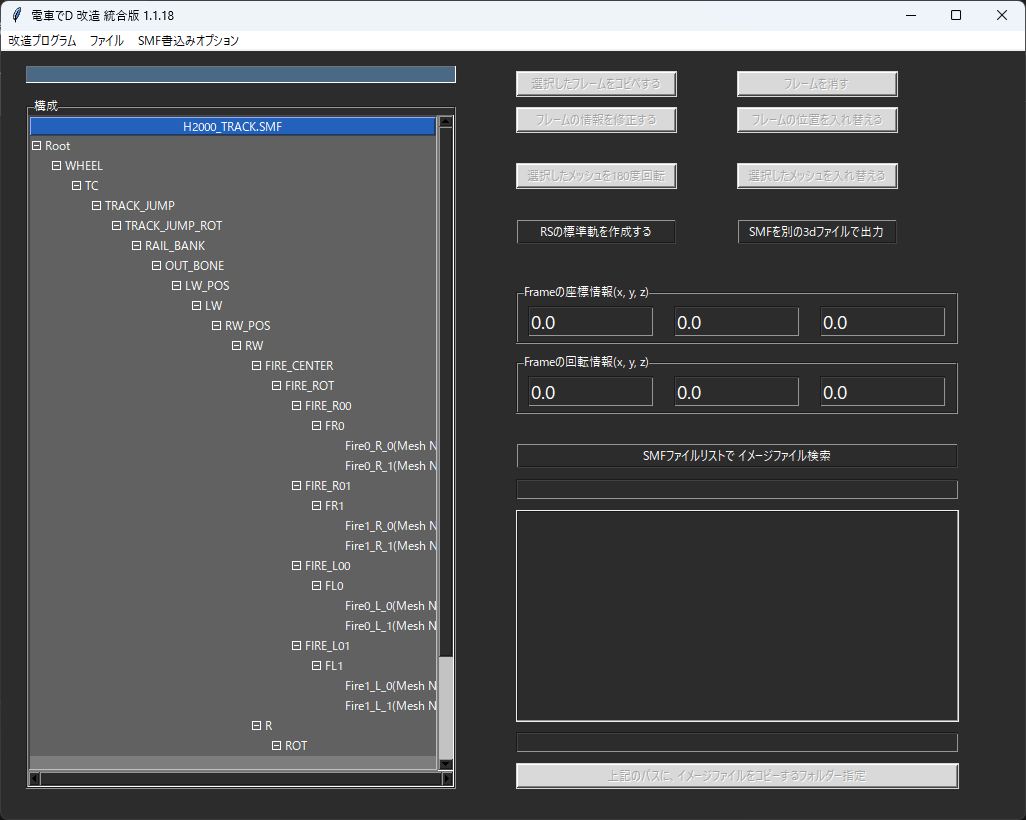 電車でD 改造 統合版 1.1.18
改造プログラム ファイル SMF書込みオプション
構成
H2000_TRACK.SMF
Root
WHEEL
TC
TRACK_JUMP
TRACK_JUMP_ROT
RAIL_BANK
OUT_BONE
LW_POS
LW
RW_POS
RW
FIRE_CENTER
FIRE_ROT
FIRE_R00
FR0
Fire0_R_0(Mesh N
Fire0_R_1(Mesh N
FIRE_R01
FR1
Fire1_R_0(Mesh N
Fire1_R_1(Mesh N
FIRE_L00
FL0
Fire0_L_0(Mesh N
Fire0_L_1(Mesh N
FIRE_L01
FL1
Fire1_L_0(Mesh N
Fire1_L_1(Mesh N
R
ROT
選択したフレームをコピペする フレームを消す
フレームの情報を修正する フレームの位置を入れ替える
選択したメッシュを180度回転 選択したメッシュを入れ替える
RSの標準軌を作成する SMFを別の3dファイルで出力
Frameの座標情報(x, y, z)
0.0 0.0 0.0
Frameの回転情報(x, y, z)
0.0 0.0 0.0
SMFファイルリストで イメージファイル検索
上記のパスに、イメージファイルをコピーするフォルダー指定